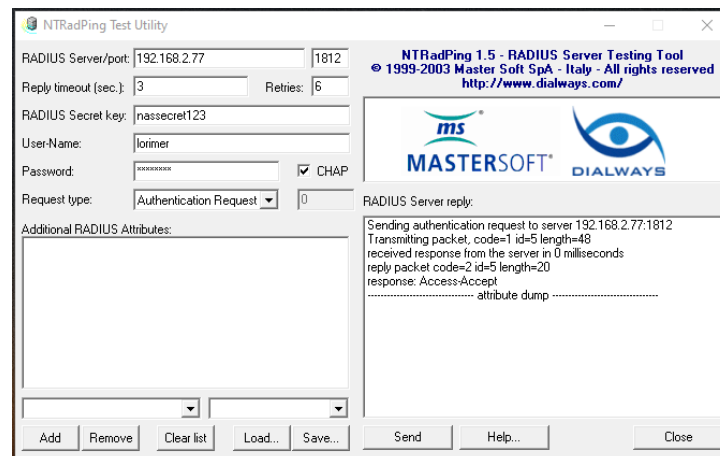 NTRadPing Test Utility
RADIUS Server/port: 192.168.2.77 1812
Reply timeout (sec.): 3 Retries: 6
RADIUS Secret key: nassecret123
User-Name: lorimer
Password: ******** CHAP
Request type: Authentication Request 0
Additional RADIUS Attributes:
Add Remove Clear list Load... Save...
NTRadPing 1.5 - RADIUS Server Testing Tool
© 1999-2003 Master Soft SpA - Italy - All rights reserved
http://www.dialways.com/
ms
MASTERSOFT® DIALWAYS
RADIUS Server reply:
Sending authentication request to server 192.168.2.77:1812
Transmitting packet, code=1 id=5 length=48
received response from the server in 0 milliseconds
reply packet code=2 id=5 length=20
response: Access-Accept
-------------------------------- attribute dump --------------------------------
Send Help... Close